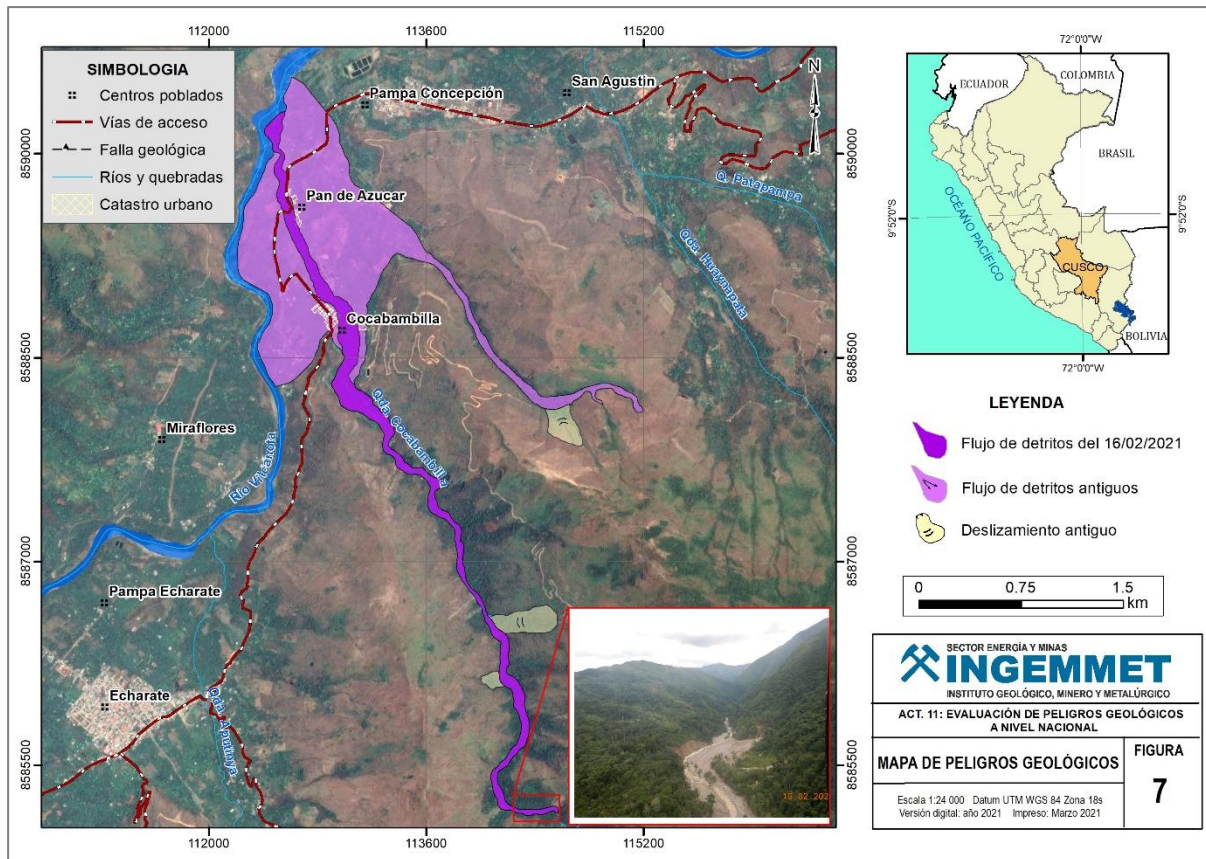 112000
113600
115200
SIMBOLOGIA
Centros poblados
Vías de acceso
Falla geológica
Ríos y quebradas
Catastro urbano
Pampa Concepción
San Agustin
N
8590000
8590000
Pan de Azucar
Q. Patapampa
Qda. Huaynapata
Cocabambilla
8588500
8588500
Qda. Cocabambilla
Miraflores
Río Vilcanota
8587000
8587000
Pampa Echarate
Echarate
8585500
8585500
112000
113600
115200
72°0'0"W
ECUADOR
COLOMBIA
BRASIL
9°52'0"S
9°52'0"S
OCÉANO PACÍFICO
CUSCO
BOLIVIA
72°0'0"W
LEYENDA
Flujo de detritos del 16/02/2021
Flujo de detritos antiguos
Deslizamiento antiguo
0 0.75 1.5
km
SECTOR ENERGÍA Y MINAS
INGEMMET
INSTITUTO GEOLÓGICO, MINERO Y METALÚRGICO
ACT. 11: EVALUACIÓN DE PELIGROS GEOLÓGICOS
A NIVEL NACIONAL
MAPA DE PELIGROS GEOLÓGICOS
FIGURA
7
Escala 1:24 000 Datum UTM WGS 84 Zona 18s
Versión digital: año 2021 Impreso: Marzo 2021